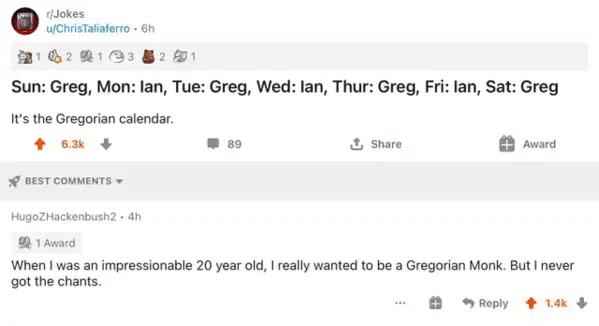 r/Jokes
u/ChrisTaliaferro · 6h
1 2 1 3 2 1
Sun: Greg, Mon: Ian, Tue: Greg, Wed: Ian, Thur: Greg, Fri: Ian, Sat: Greg
It's the Gregorian calendar.
6.3k 89 Share Award
BEST COMMENTS
HugoZHackenbush2 · 4h
1 Award
When I was an impressionable 20 year old, I really wanted to be a Gregorian Monk. But I never
got the chants.
... Reply 1.4k